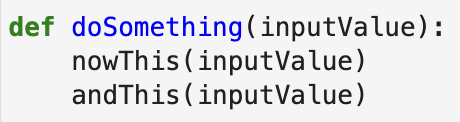 def doSomething(inputValue):
    nowThis(inputValue)
    andThis(inputValue)